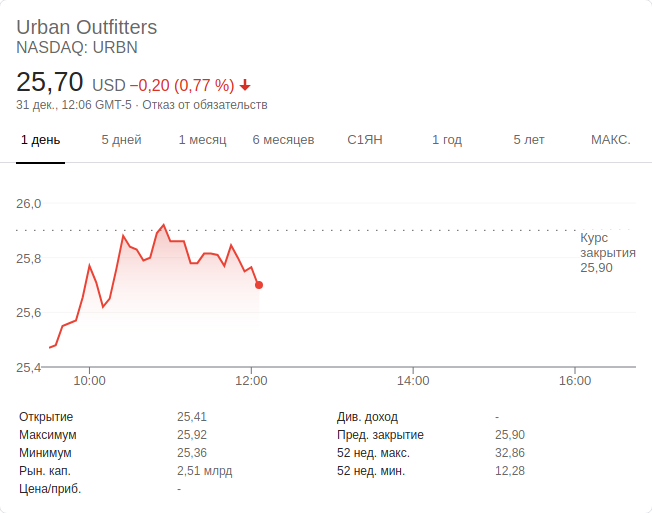 Urban Outfitters
NASDAQ: URBN
25,70 USD −0,20 (0,77 %)
31 дек., 12:06 GMT-5 · Отказ от обязательств
1 день 5 дней 1 месяц 6 месяцев С1ЯН 1 год 5 лет МАКС.
26,0
25,8
25,6
25,4
Курс
закрытия
25,90
10:00 12:00 14:00 16:00
Открытие 25,41 Див. доход -
Максимум 25,92 Пред. закрытие 25,90
Минимум 25,36 52 нед. макс. 32,86
Рын. кап. 2,51 млрд 52 нед. мин. 12,28
Цена/приб. -